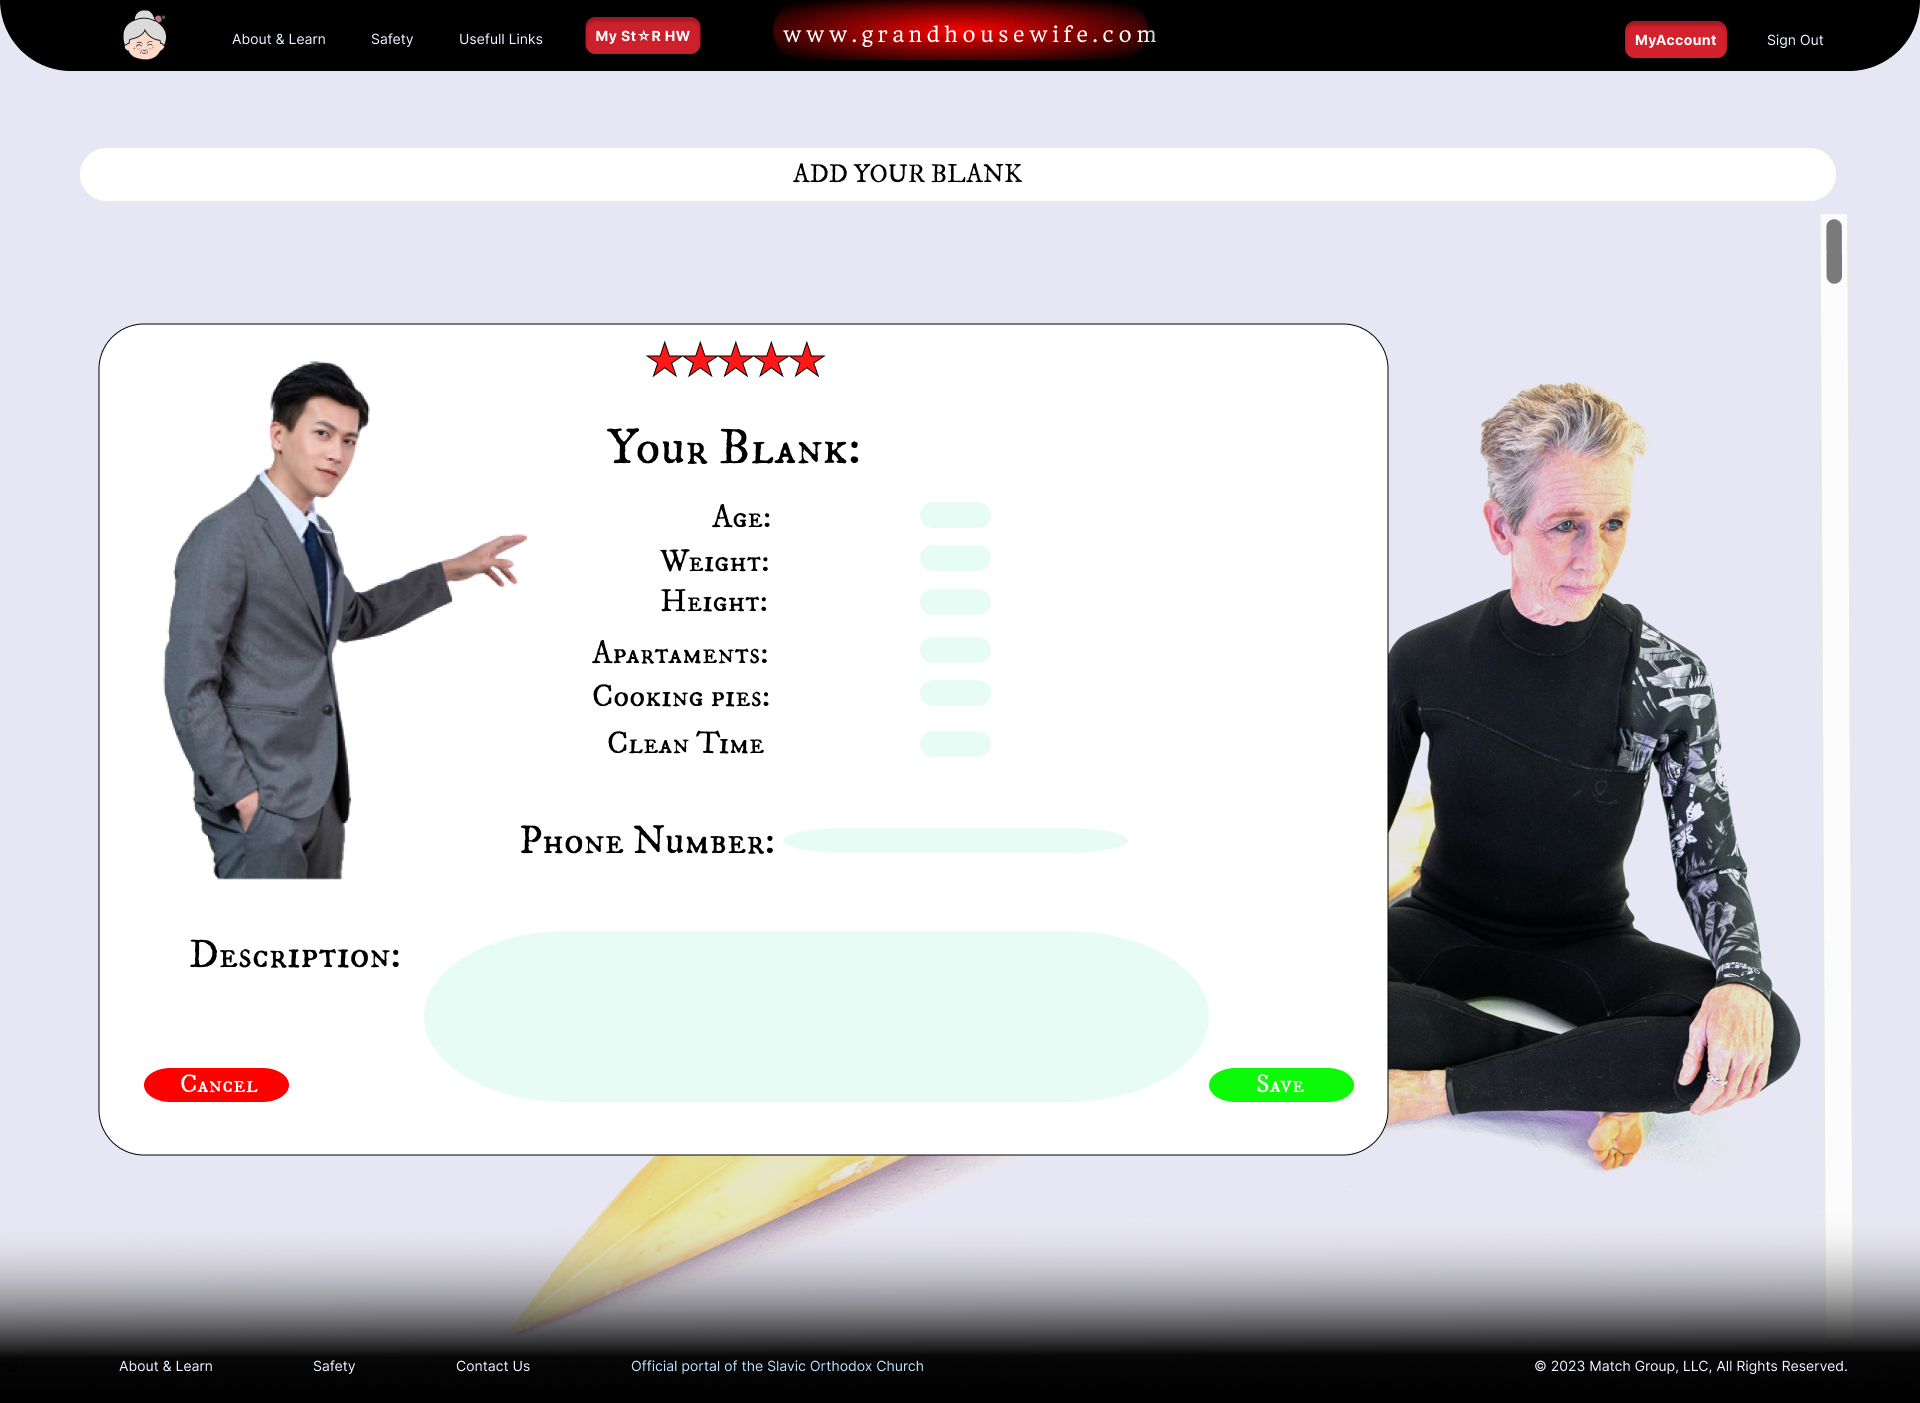 About & Learn
Safety
Usefull Links
My St☆R HW
www.grandhousewife.com
MyAccount
Sign Out
ADD YOUR BLANK
Your Blank:
Age:
Weight:
Height:
Apartaments:
Cooking pies:
Clean Time
Phone Number:
Description:
Cancel
Save
About & Learn
Safety
Contact Us
Official portal of the Slavic Orthodox Church
© 2023 Match Group, LLC, All Rights Reserved.